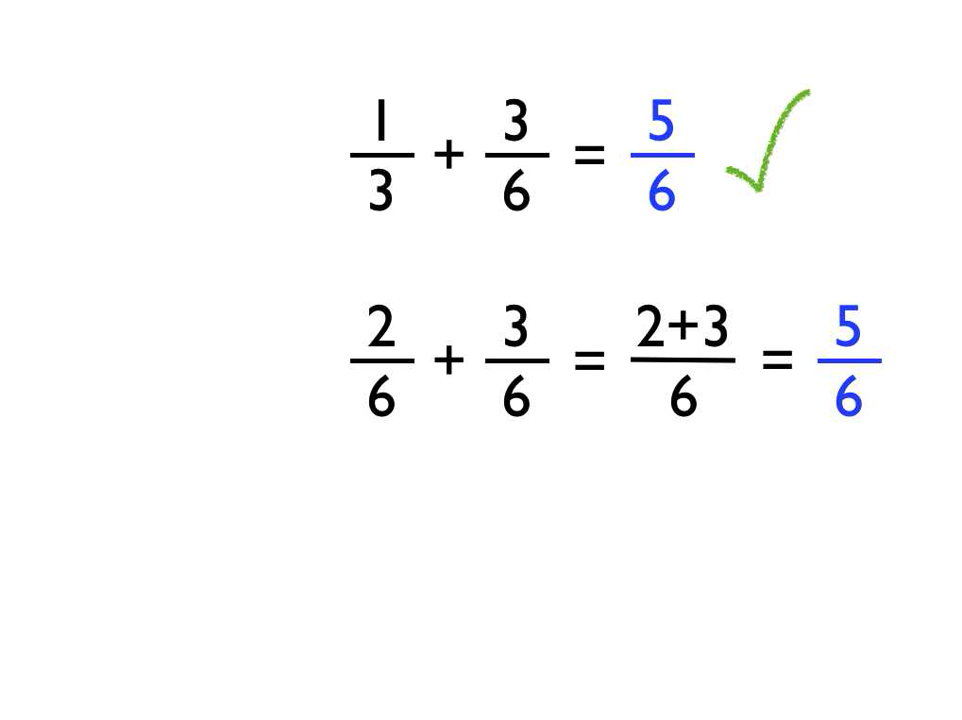 1/3 + 3/6 = 5/6
2/6 + 3/6 = 2+3/6 = 5/6